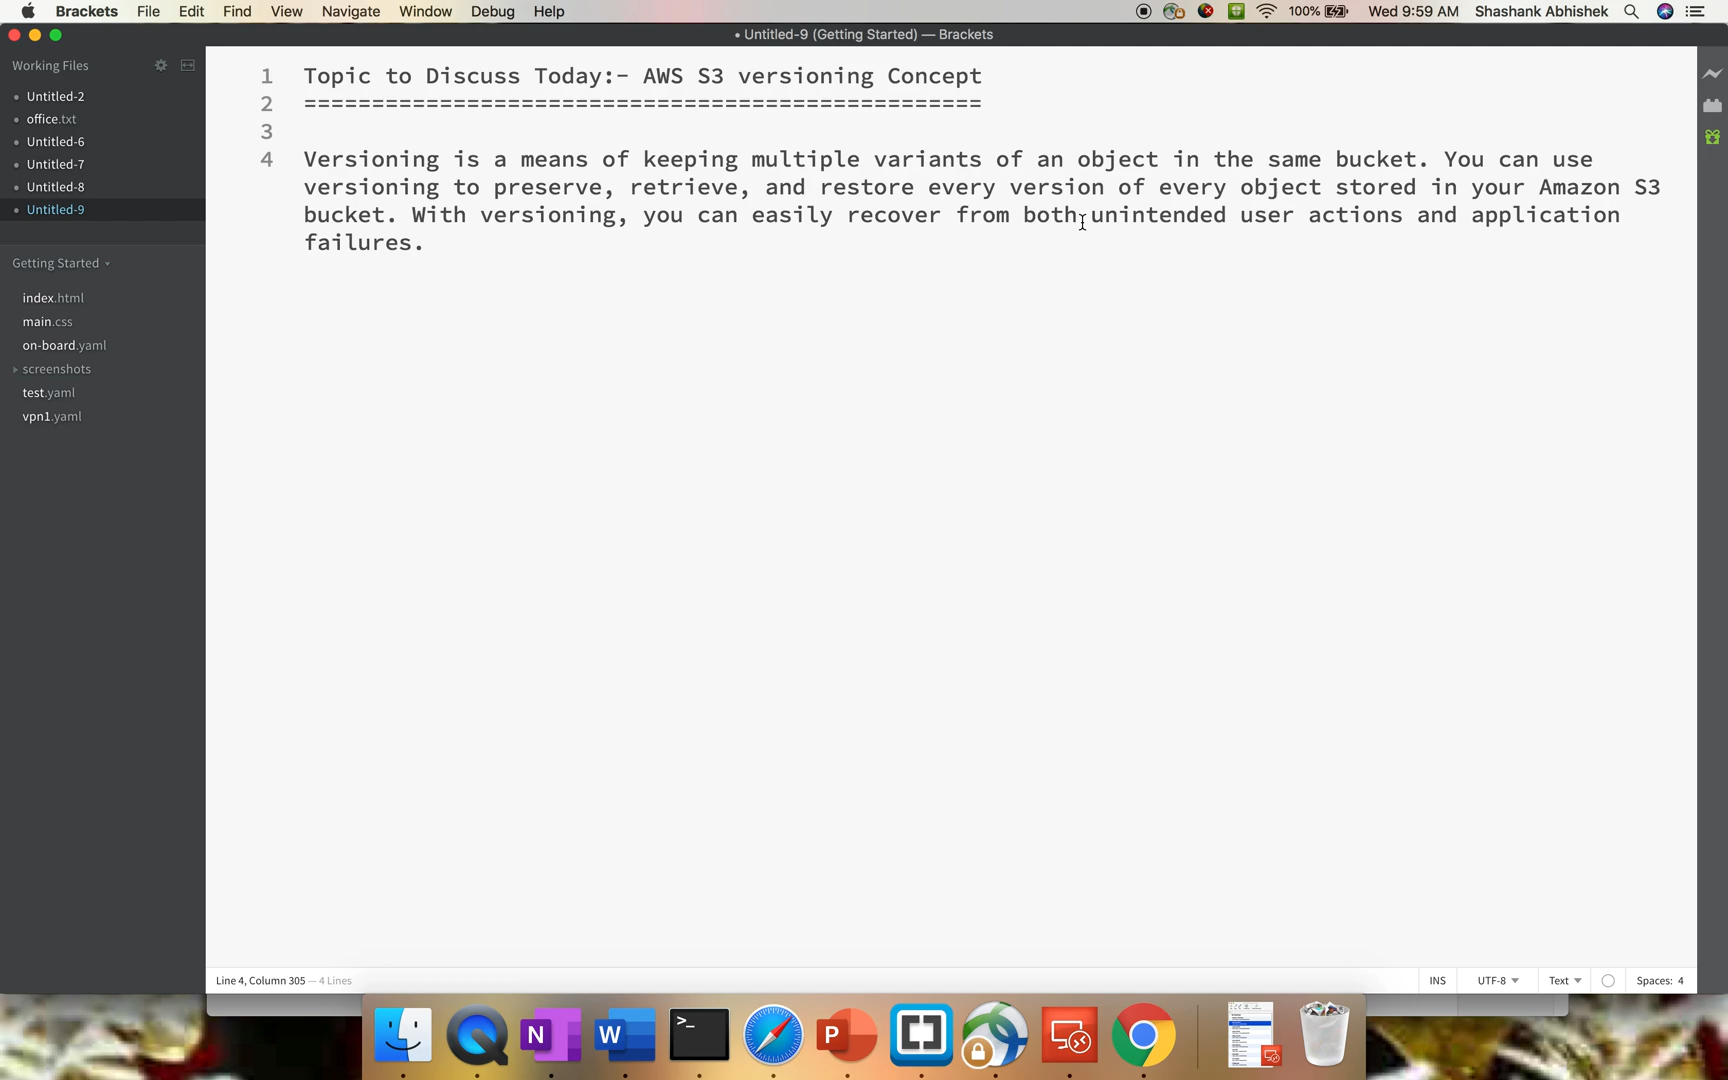 Brackets File Edit Find View Navigate Window Debug Help 100% Wed 9:59 AM Shashank Abhishek
• Untitled-9 (Getting Started) — Brackets
Working Files
Untitled-2
office.txt
Untitled-6
Untitled-7
Untitled-8
Untitled-9
Getting Started
index.html
main.css
on-board.yaml
screenshots
test.yaml
vpn1.yaml
1 Topic to Discuss Today:- AWS S3 versioning Concept
2 ==================================================
3
4 Versioning is a means of keeping multiple variants of an object in the same bucket. You can use
versioning to preserve, retrieve, and restore every version of every object stored in your Amazon S3
bucket. With versioning, you can easily recover from both unintended user actions and application
failures.
Line 4, Column 305 — 4 Lines
INS UTF-8 Text Spaces: 4
N W >_ P